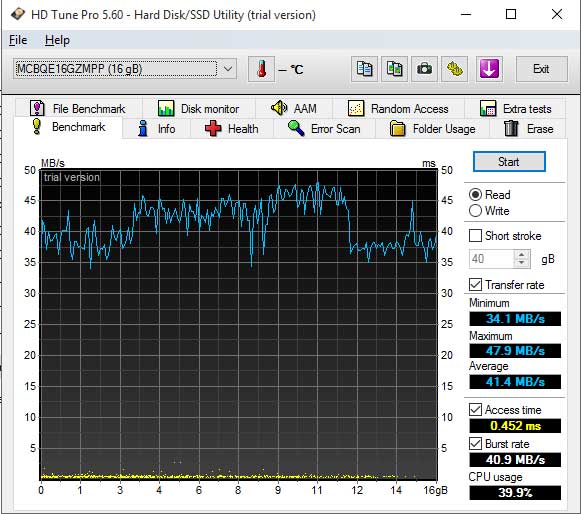 HD Tune Pro 5.60 - Hard Disk/SSD Utility (trial version)
File Help
MCBQE16GZMPP (16 gB)
– °C
Exit
File Benchmark Disk monitor AAM Random Access Extra tests
Benchmark Info Health Error Scan Folder Usage Erase
MB/s ms
trial version
50 50
45 45
40 40
35 35
30 30
25 25
20 20
15 15
10 10
5 5
0 1 3 4 6 8 9 11 12 14 16gB
Start
Read
Write
Short stroke
40 gB
Transfer rate
Minimum
34.1 MB/s
Maximum
47.9 MB/s
Average
41.4 MB/s
Access time
0.452 ms
Burst rate
40.9 MB/s
CPU usage
39.9%